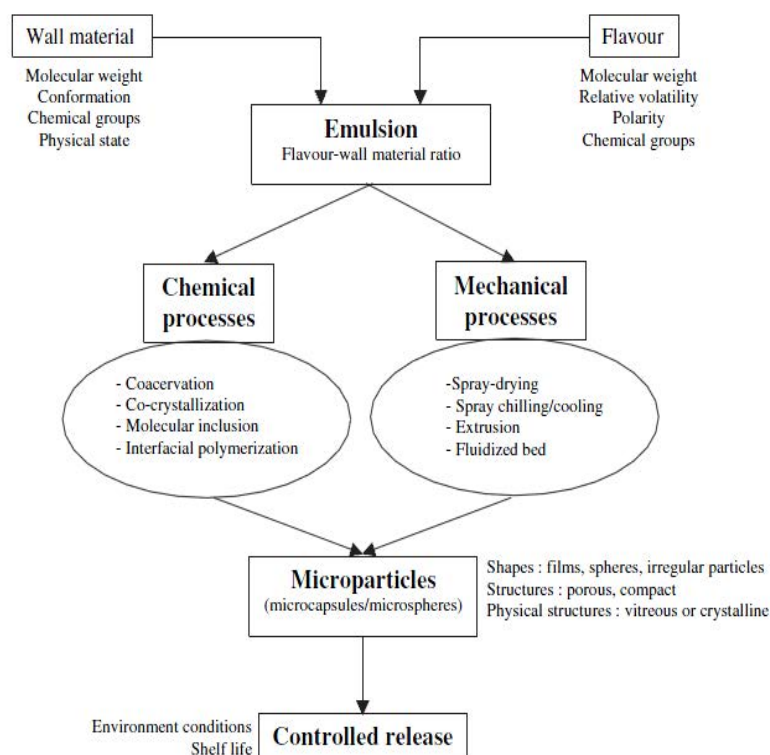 Wall material
Flavour
Molecular weight
Conformation
Chemical groups
Physical state
Molecular weight
Relative volatility
Polarity
Chemical groups
Emulsion
Flavour-wall material ratio
Chemical
processes
Mechanical
processes
- Coacervation
- Co-crystallization
- Molecular inclusion
- Interfacial polymerization
-Spray-drying
- Spray chilling/cooling
- Extrusion
- Fluidized bed
Microparticles
(microcapsules/microspheres)
Shapes : films, spheres, irregular particles
Structures : porous, compact
Physical structures : vitreous or crystalline
Environment conditions
Shelf life
Controlled release